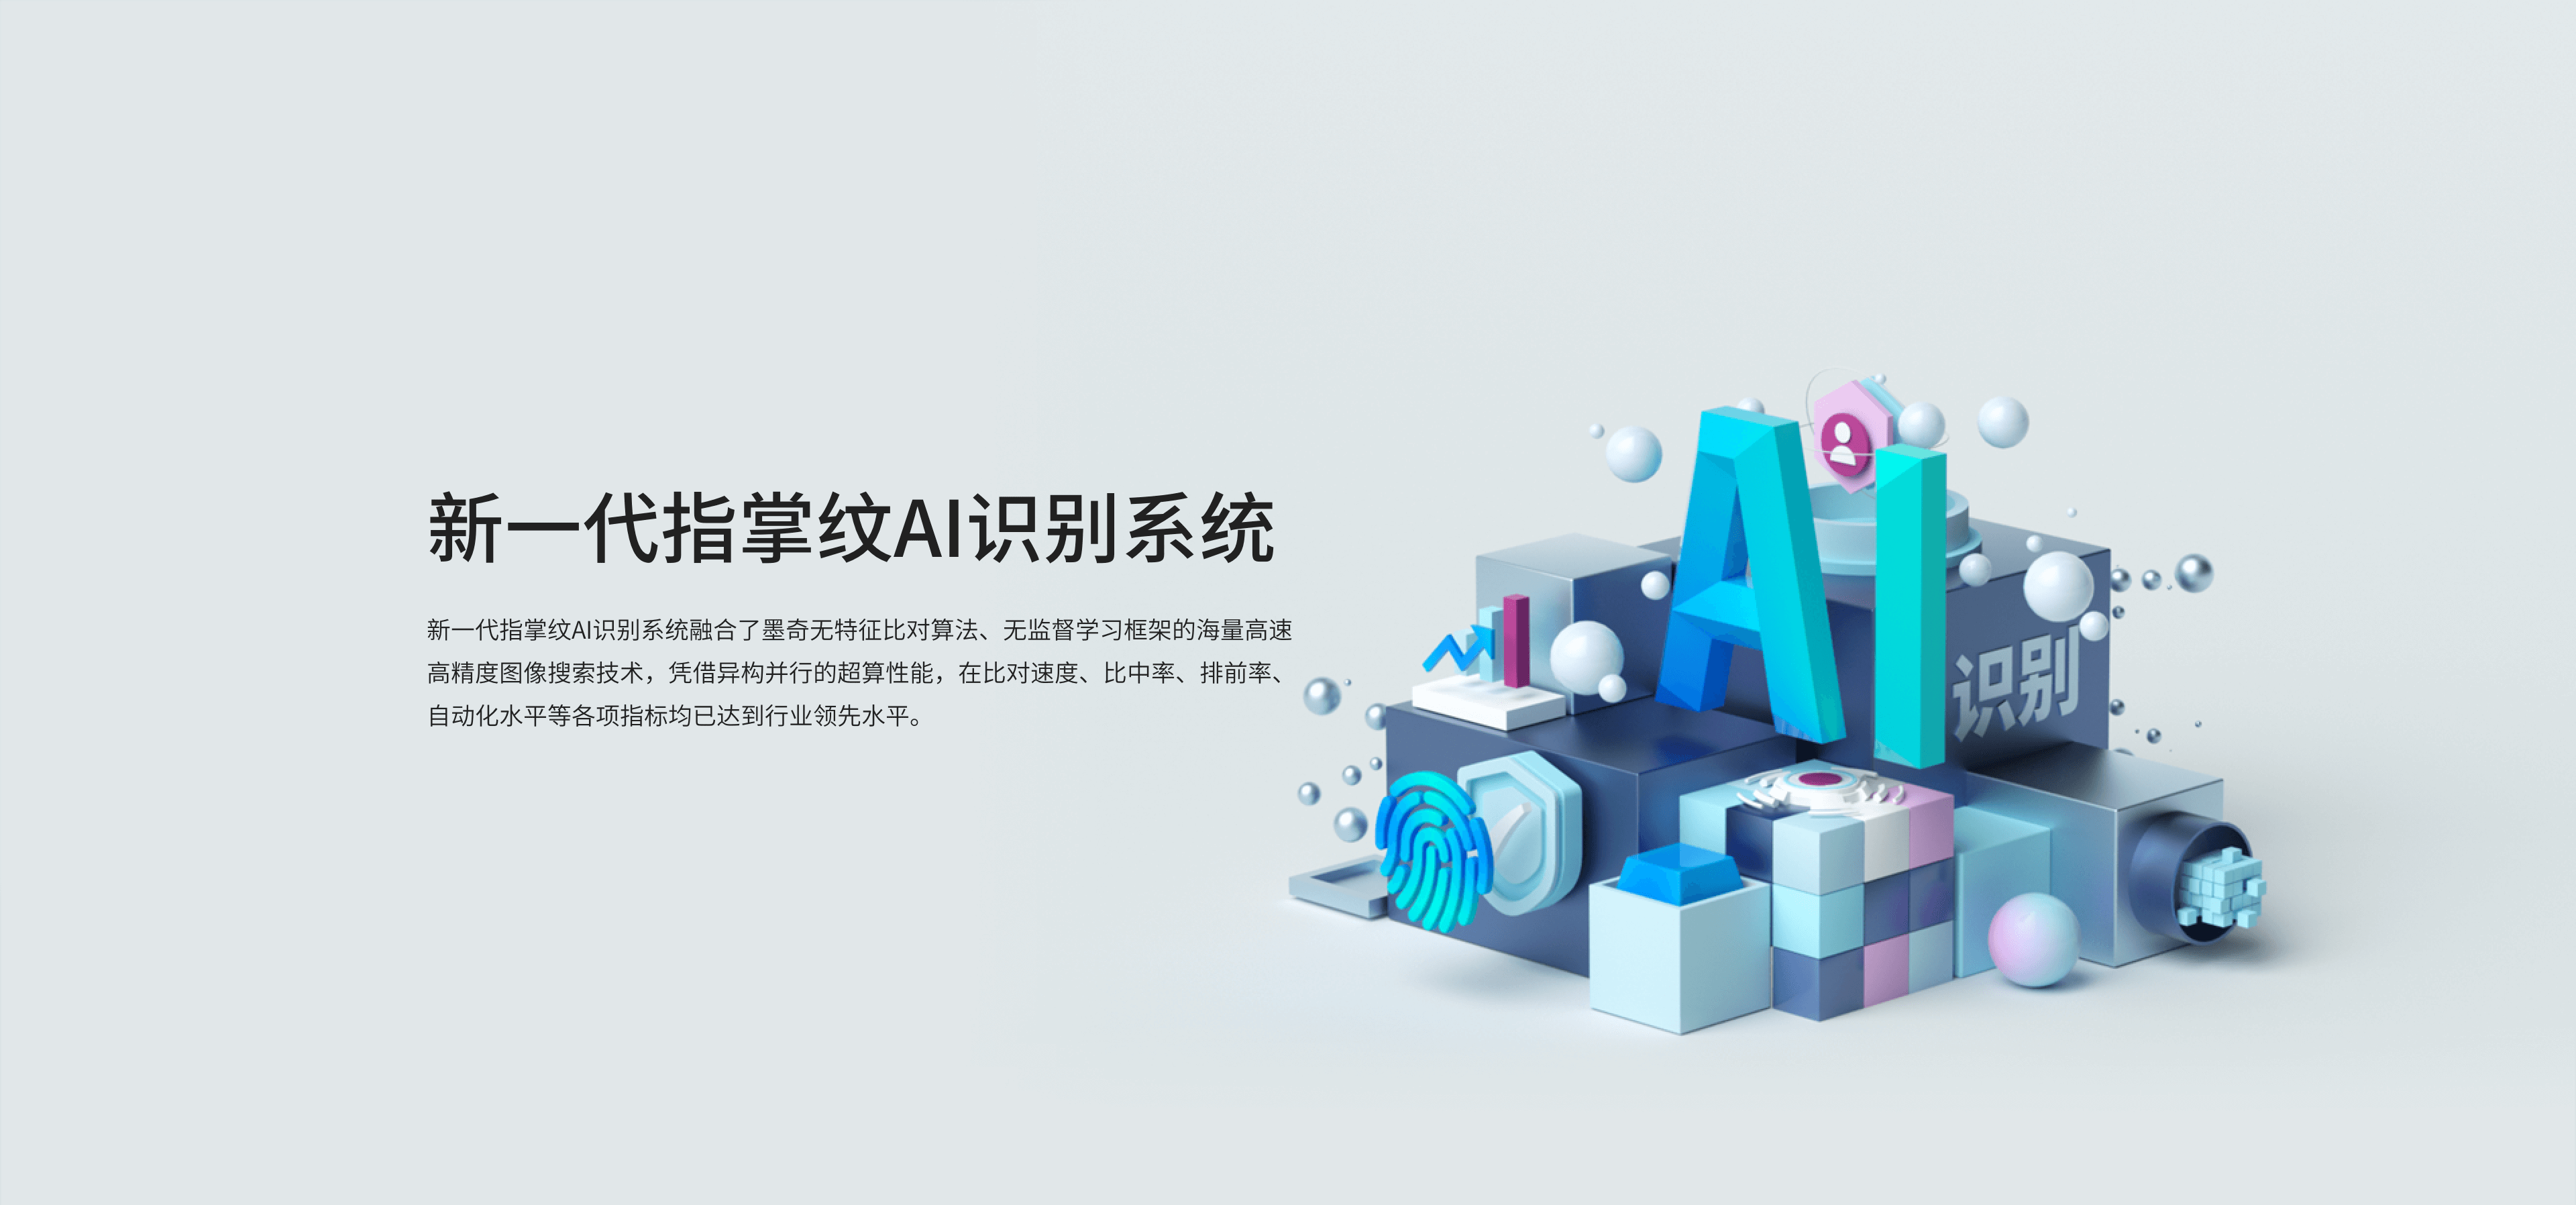 新一代指掌纹AI识别系统
新一代指掌纹AI识别系统融合了墨奇无特征比对算法、无监督学习框架的海量高速
高精度图像搜索技术，凭借异构并行的超算性能，在比对速度、比中率、排前率、
自动化水平等各项指标均已达到行业领先水平。
AI
识别